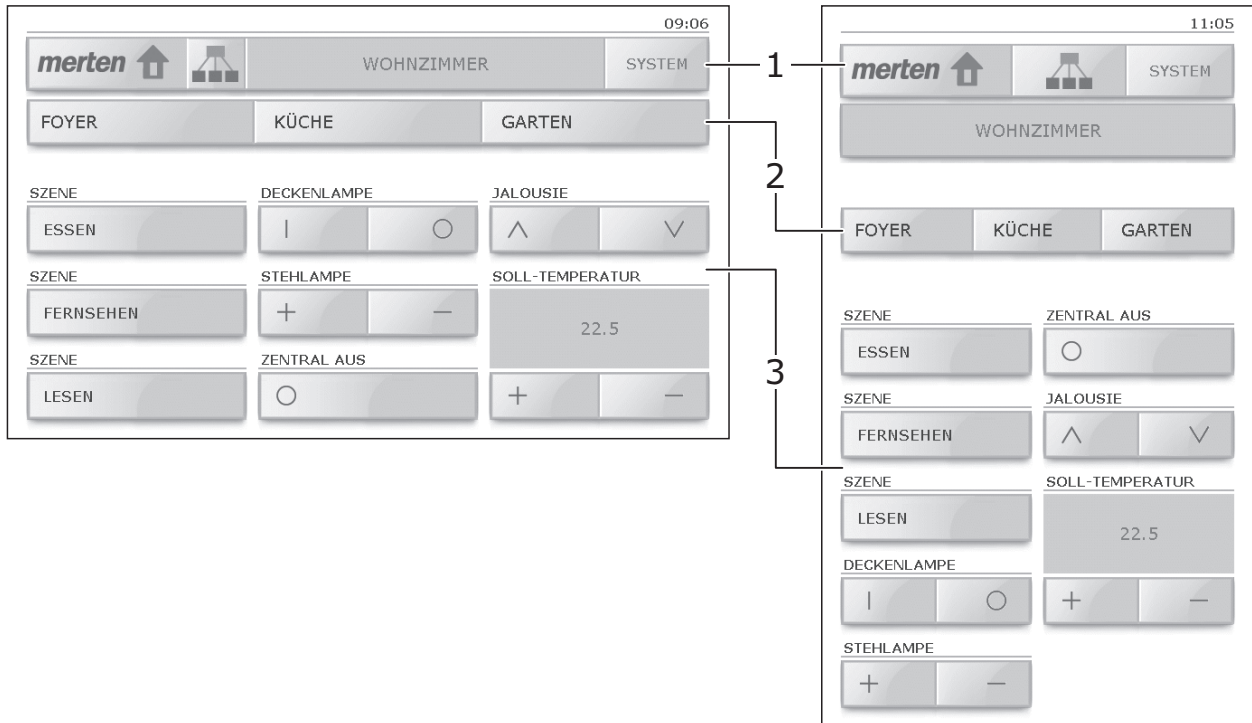 09:06
merten
WOHNZIMMER
SYSTEM
FOYER
KÜCHE
GARTEN
SZENE
DECKENLAMPE
JALOUSIE
ESSEN
SZENE
STEHLAMPE
SOLL-TEMPERATUR
FERNSEHEN
+
−
22.5
SZENE
ZENTRAL AUS
LESEN
+
−
1
2
3
11:05
merten
SYSTEM
WOHNZIMMER
FOYER
KÜCHE
GARTEN
SZENE
ZENTRAL AUS
ESSEN
SZENE
JALOUSIE
FERNSEHEN
SZENE
SOLL-TEMPERATUR
LESEN
22.5
DECKENLAMPE
+
−
STEHLAMPE
+
−